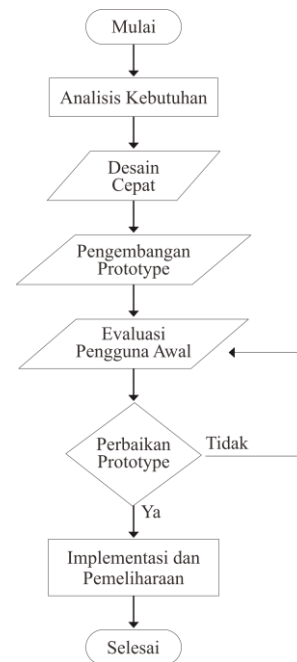 Mulai
Analisis Kebutuhan
Desain
Cepat
Pengembangan
Prototype
Evaluasi
Pengguna Awal
Perbaikan
Prototype
Tidak
Ya
Implementasi dan
Pemeliharaan
Selesai